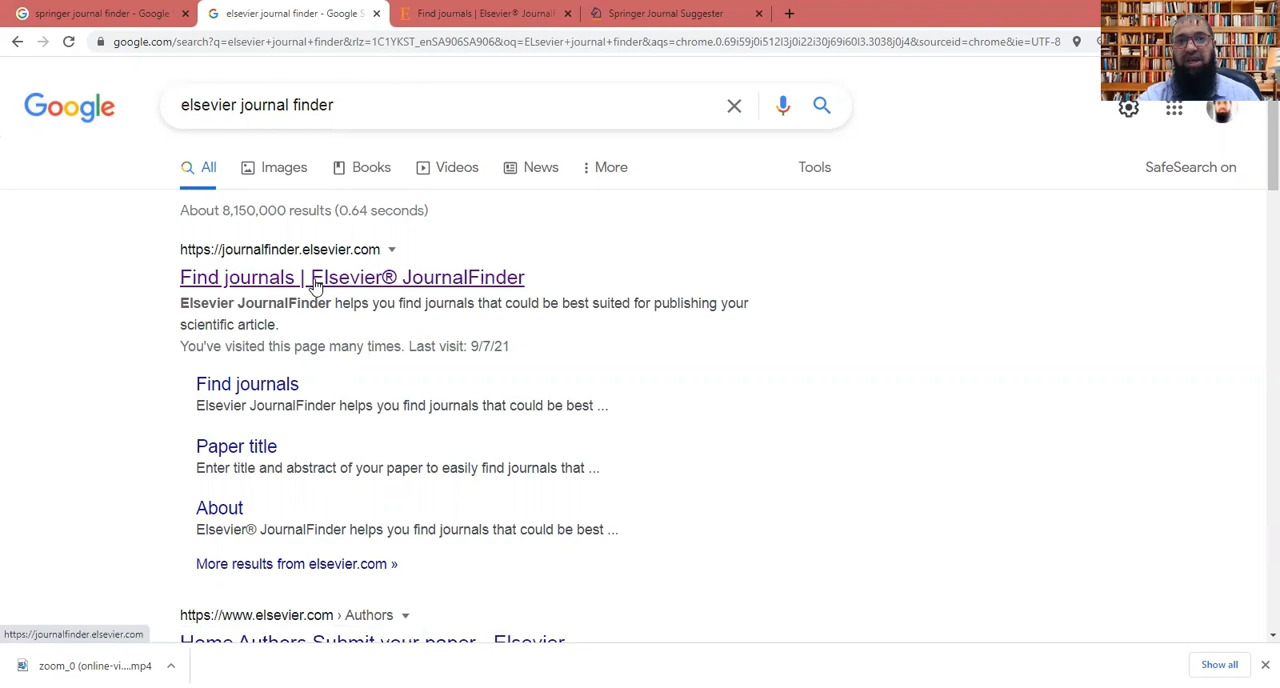 springer journal finder - Google
elsevier journal finder - Google S
Find journals | Elsevier® Journal
Springer Journal Suggester
google.com/search?q=elsevier+journal+finder&rlz=1C1YKST_enSA906SA906&oq=ELsevier+journal+finder&aqs=chrome.0.69i59j0i512l3j0i22i30j69i60l3.3038j0j4&sourceid=chrome&ie=UTF-8
Google
elsevier journal finder
All
Images
Books
Videos
News
More
Tools
SafeSearch on
About 8,150,000 results (0.64 seconds)
https://journalfinder.elsevier.com
Find journals | Elsevier® JournalFinder
Elsevier JournalFinder helps you find journals that could be best suited for publishing your
scientific article.
You've visited this page many times. Last visit: 9/7/21
Find journals
Elsevier JournalFinder helps you find journals that could be best ...
Paper title
Enter title and abstract of your paper to easily find journals that ...
About
Elsevier® JournalFinder helps you find journals that could be best ...
More results from elsevier.com »
https://www.elsevier.com › Authors
Home Authors Submit your paper - Elsevier
https://journalfinder.elsevier.com
zoom_0 (online-vi....mp4
Show all